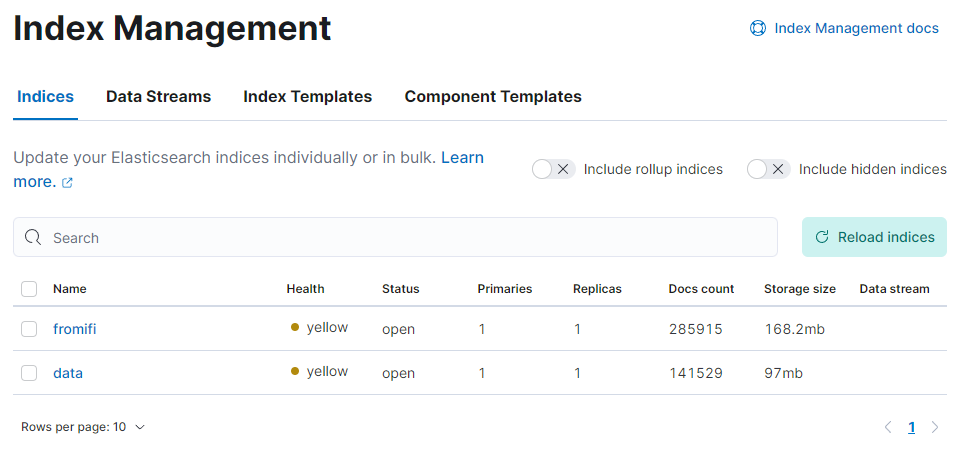 Index Management
Index Management docs
Indices Data Streams Index Templates Component Templates
Update your Elasticsearch indices individually or in bulk. Learn
more.
Include rollup indices
Include hidden indices
Search
Reload indices
Name Health Status Primaries Replicas Docs count Storage size Data stream
fromifi yellow open 1 1 285915 168.2mb
data yellow open 1 1 141529 97mb
Rows per page: 10
1